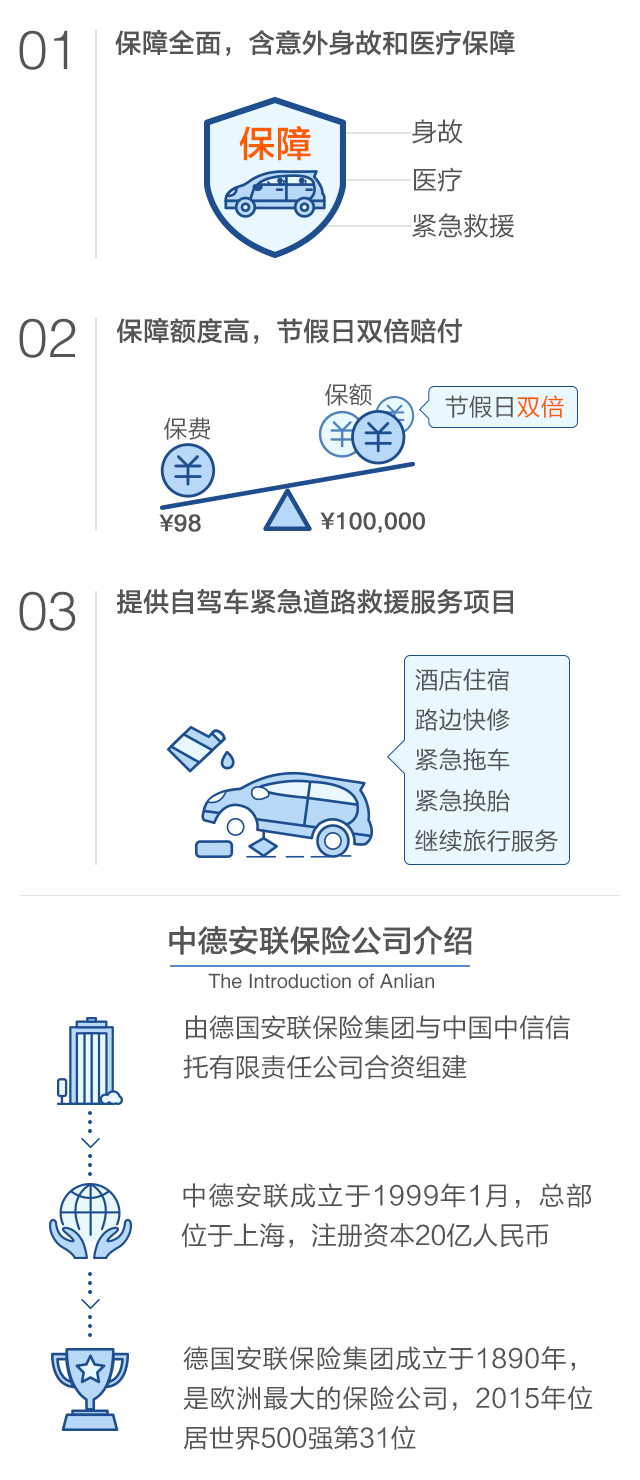 01
保障全面，含意外身故和医疗保障
保障
身故
医疗
紧急救援
02
保障额度高，节假日双倍赔付
保额
节假日双倍
保费
¥
¥
¥
¥
¥98
¥100,000
03
提供自驾车紧急道路救援服务项目
酒店住宿
路边快修
紧急拖车
紧急换胎
继续旅行服务
中德安联保险公司介绍
The Introduction of Anlian
由德国安联保险集团与中国中信信
托有限责任公司合资组建
中德安联成立于1999年1月，总部
位于上海，注册资本20亿人民币
德国安联保险集团成立于1890年，
是欧洲最大的保险公司，2015年位
居世界500强第31位